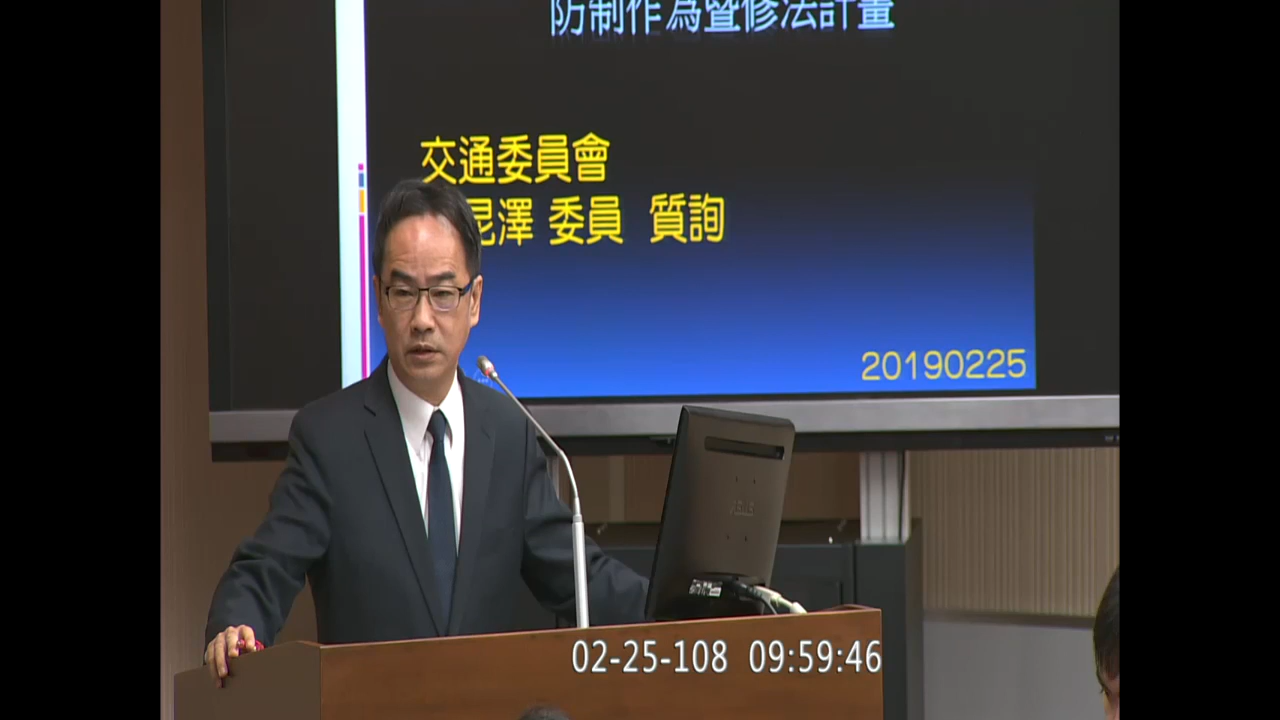 防制作為暨修法計畫
交通委員會
尼澤 委員 質詢
20190225
02-25-108 09:59:46